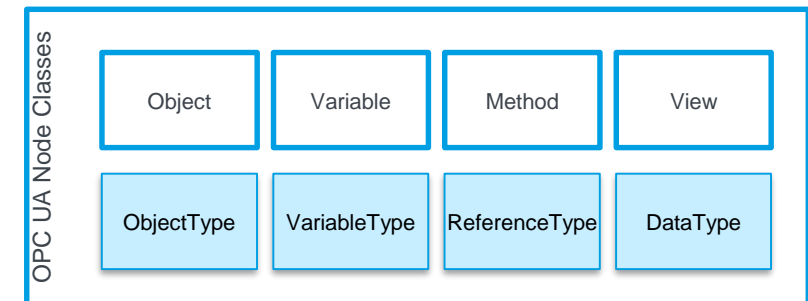 OPC UA Node Classes
Object
Variable
Method
View
ObjectType
VariableType
ReferenceType
DataType